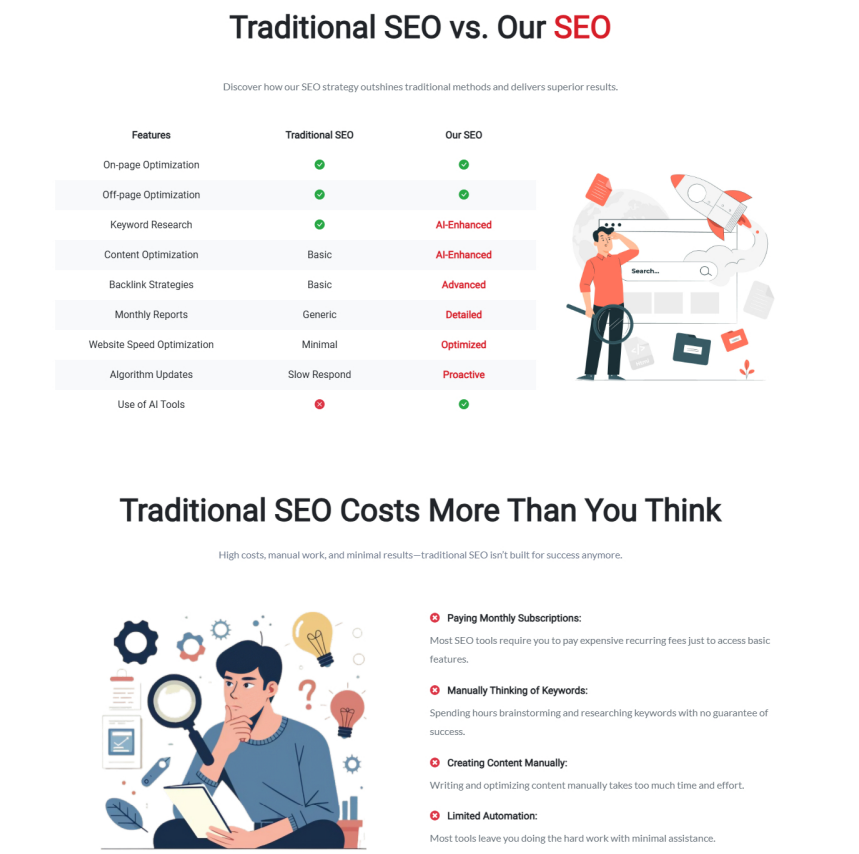 Traditional SEO vs. Our SEO
Discover how our SEO strategy outshines traditional methods and delivers superior results.
Features Traditional SEO Our SEO
On-page Optimization
Off-page Optimization
Keyword Research AI-Enhanced
Content Optimization Basic AI-Enhanced
Backlink Strategies Basic Advanced
Monthly Reports Generic Detailed
Website Speed Optimization Minimal Optimized
Algorithm Updates Slow Respond Proactive
Use of AI Tools
Search...
Traditional SEO Costs More Than You Think
High costs, manual work, and minimal results—traditional SEO isn't built for success anymore.
Paying Monthly Subscriptions:
Most SEO tools require you to pay expensive recurring fees just to access basic
features.
Manually Thinking of Keywords:
Spending hours brainstorming and researching keywords with no guarantee of
success.
Creating Content Manually:
Writing and optimizing content manually takes too much time and effort.
Limited Automation:
Most tools leave you doing the hard work with minimal assistance.